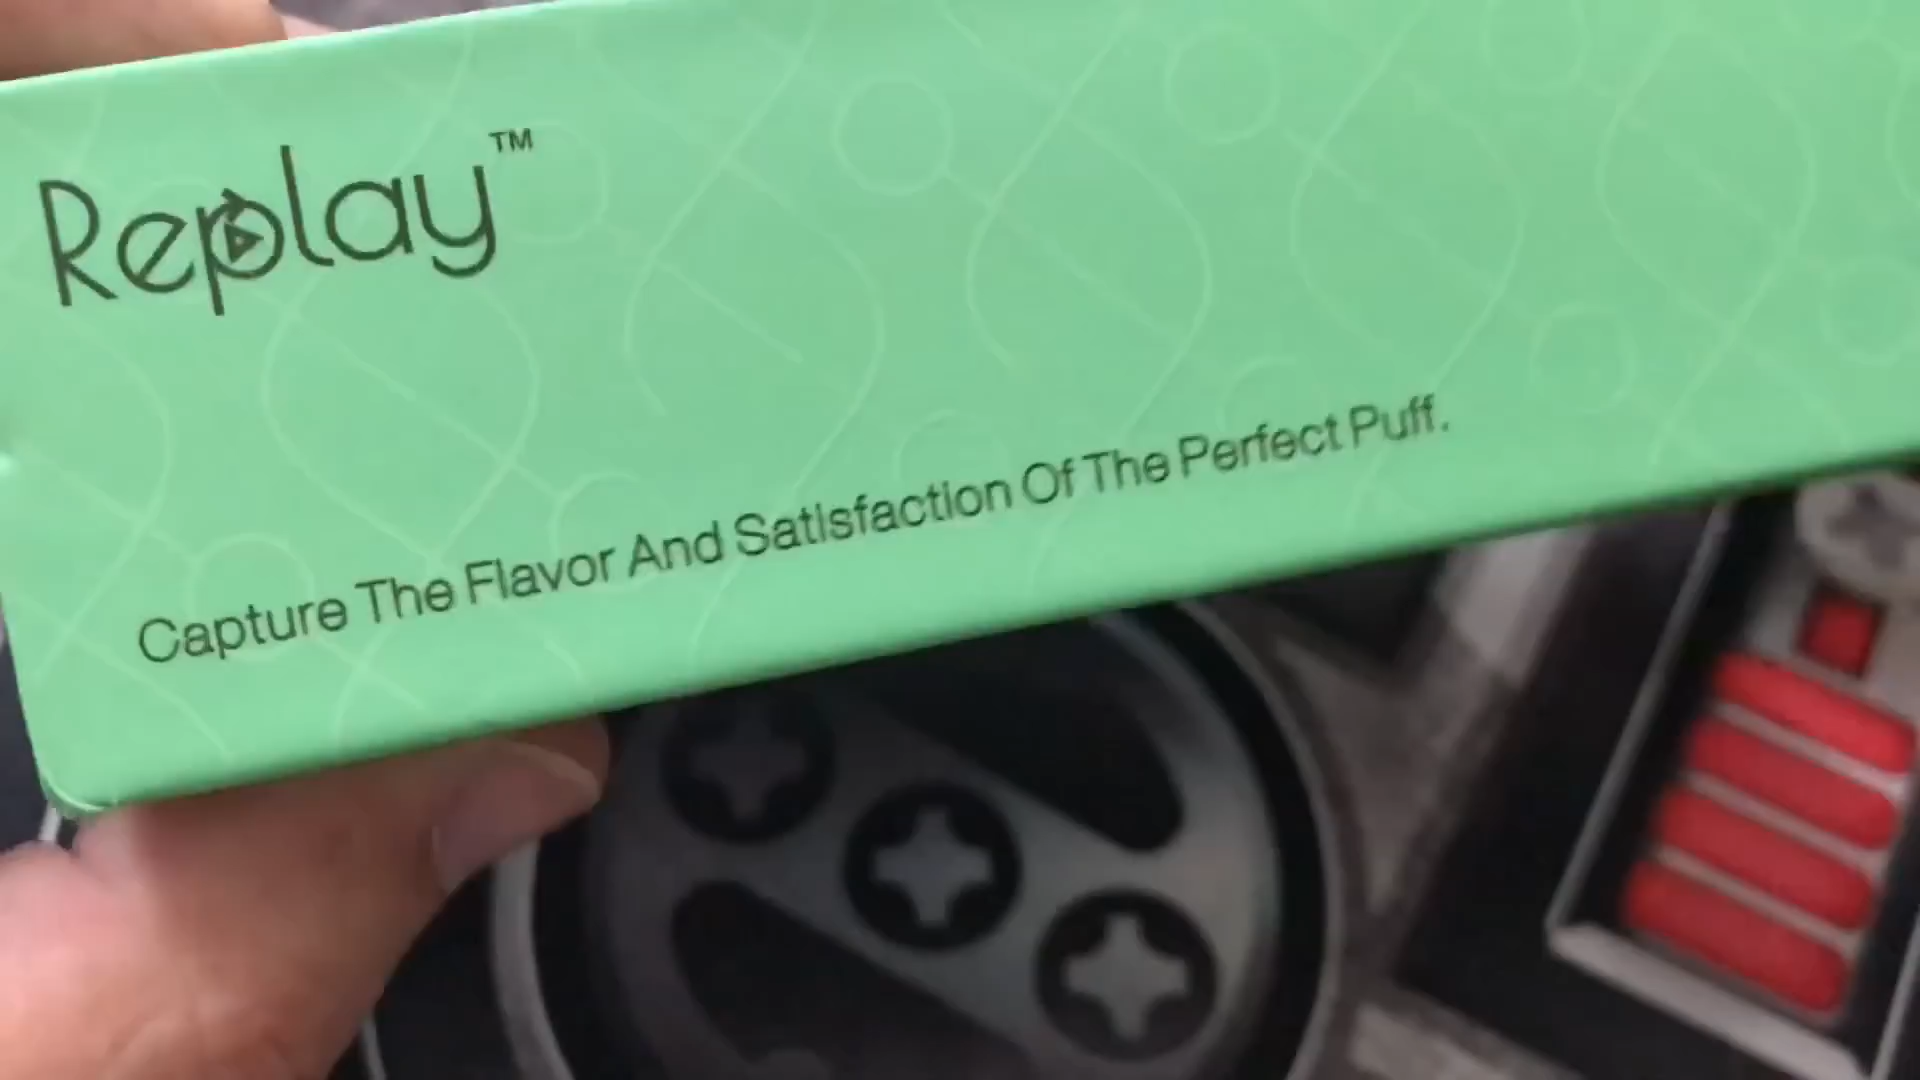 Replay™
Capture The Flavor And Satisfaction Of The Perfect Puff.